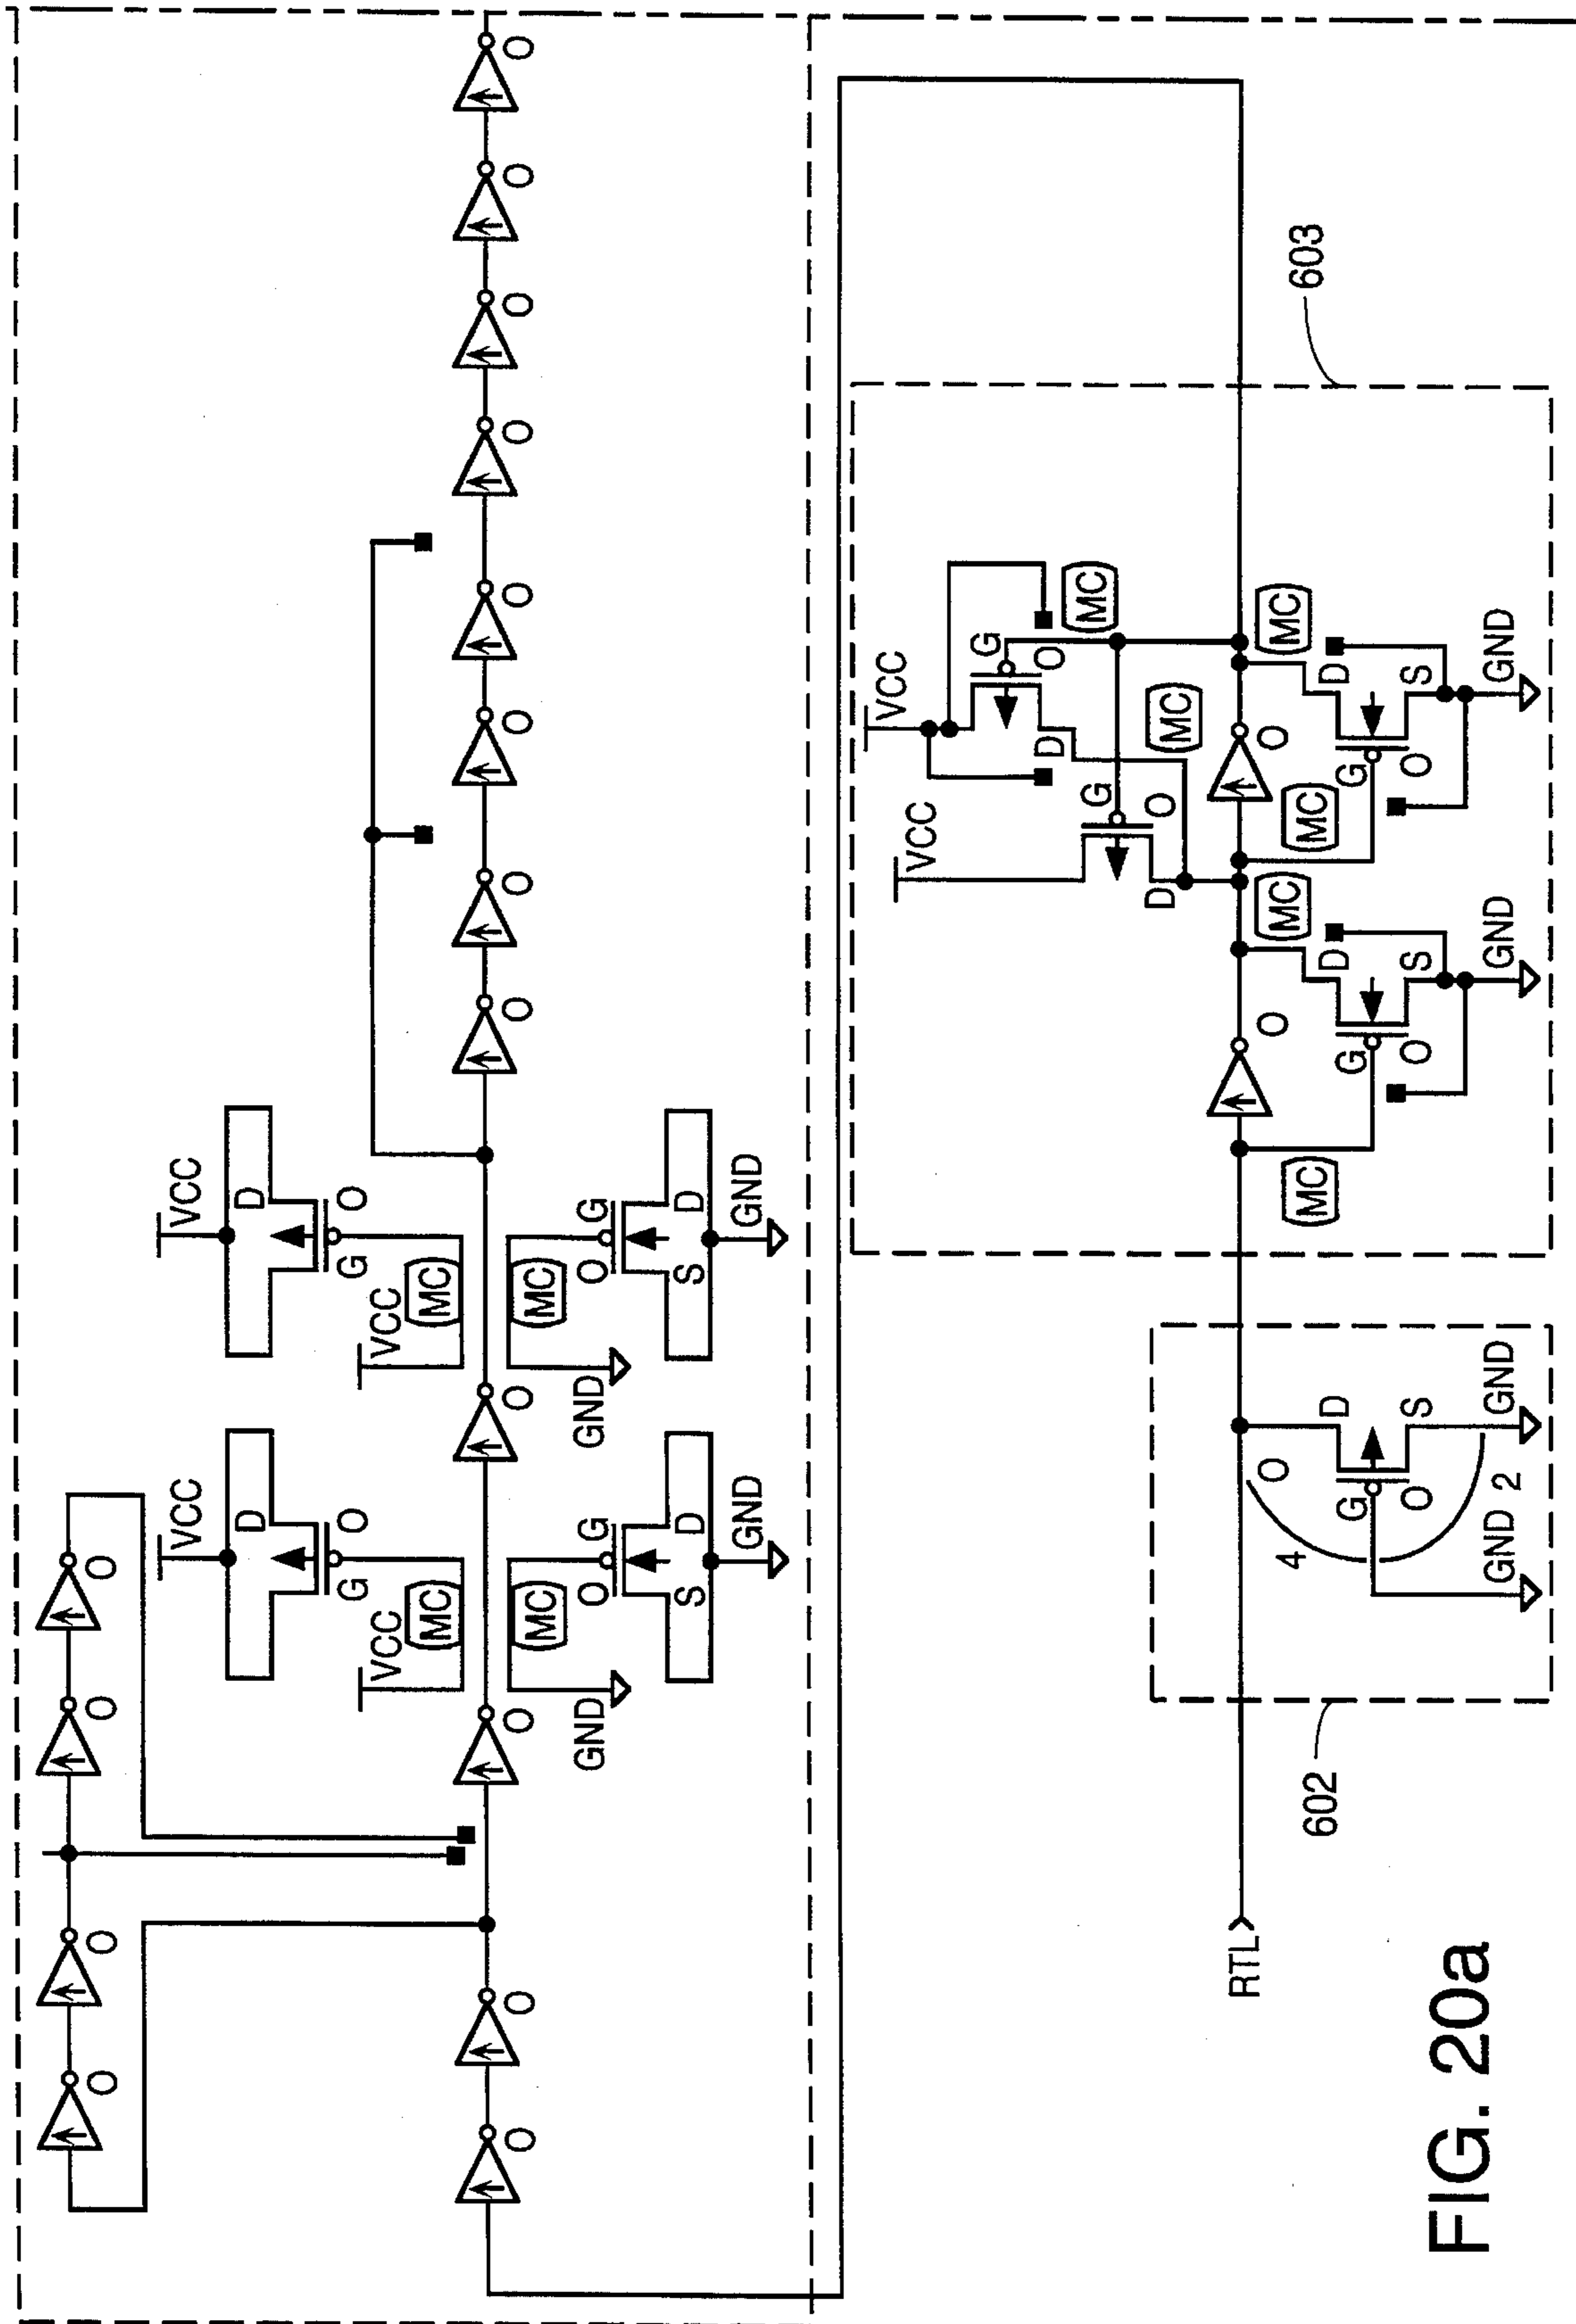 O O O O
VCC VCC
D D
G O G O
VCC VCC
MC MC
O O O O O O O O O O O O
MC MC
GND O G GND O G
S D S D
GND GND
VCC
VCC
G
D O MC
G
D O MC
RTL
O O O
MC MC MC MC
603
602
4
G D G D D
O S O S O S
GND 2 GND GND GND
FIG. 20a